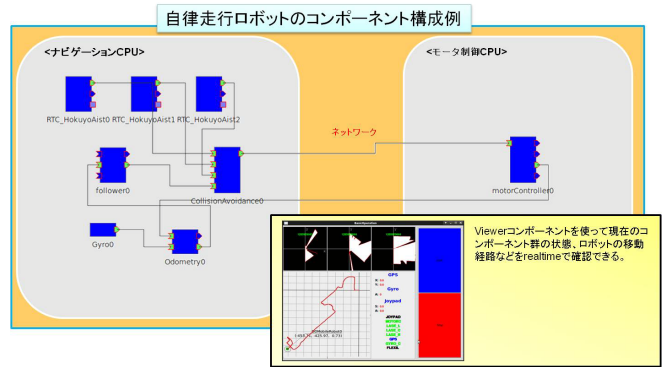 自律走行ロボットのコンポーネント構成例
<ナビゲーションCPU>
<モータ制御CPU>
RTC_HokuyoAist0 RTC_HokuyoAist1 RTC_HokuyoAist2
ネットワーク
follower0
CollisionAvoidance0
motorController0
Gyro0
Odometry0
Viewerコンポーネントを使って現在のコ
ンポーネント群の状態、ロボットの移動
経路などをrealtimeで確認できる。
GPS
Gyro
Joypad
JOYPAD
GPS